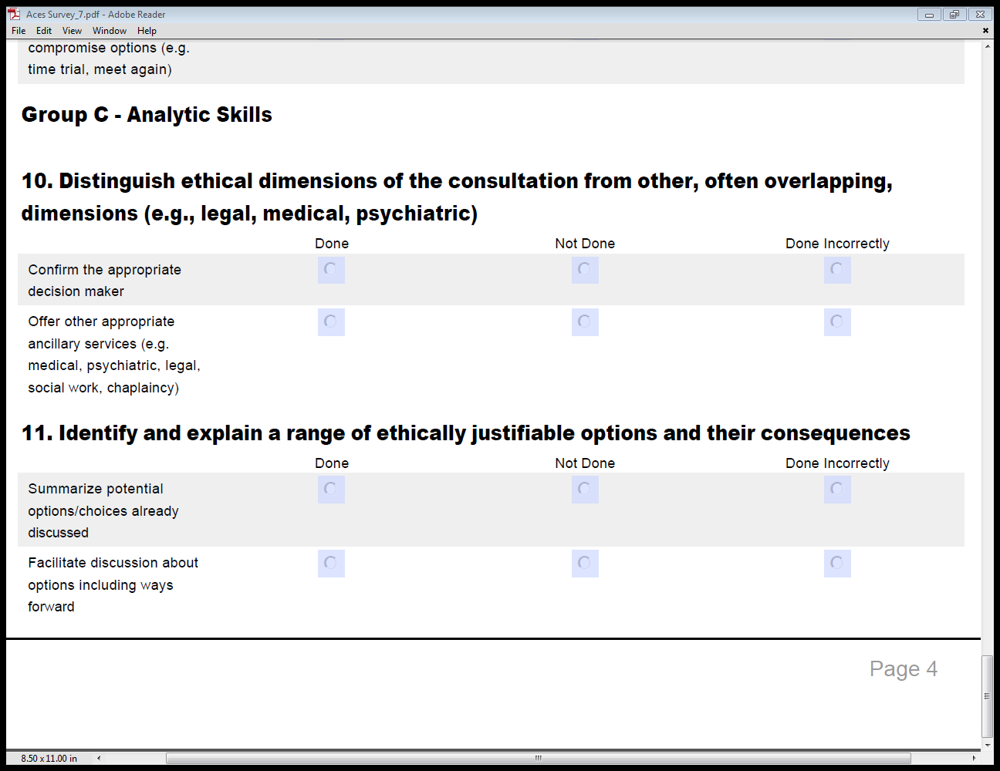 Aces Survey_7.pdf - Adobe Reader
File Edit View Window Help
compromise options (e.g.
time trial, meet again)
Group C - Analytic Skills
10. Distinguish ethical dimensions of the consultation from other, often overlapping,
dimensions (e.g., legal, medical, psychiatric)
Done Not Done Done Incorrectly
Confirm the appropriate
decision maker
Offer other appropriate
ancillary services (e.g.
medical, psychiatric, legal,
social work, chaplaincy)
11. Identify and explain a range of ethically justifiable options and their consequences
Done Not Done Done Incorrectly
Summarize potential
options/choices already
discussed
Facilitate discussion about
options including ways
forward
Page 4
8.50 x 11.00 in